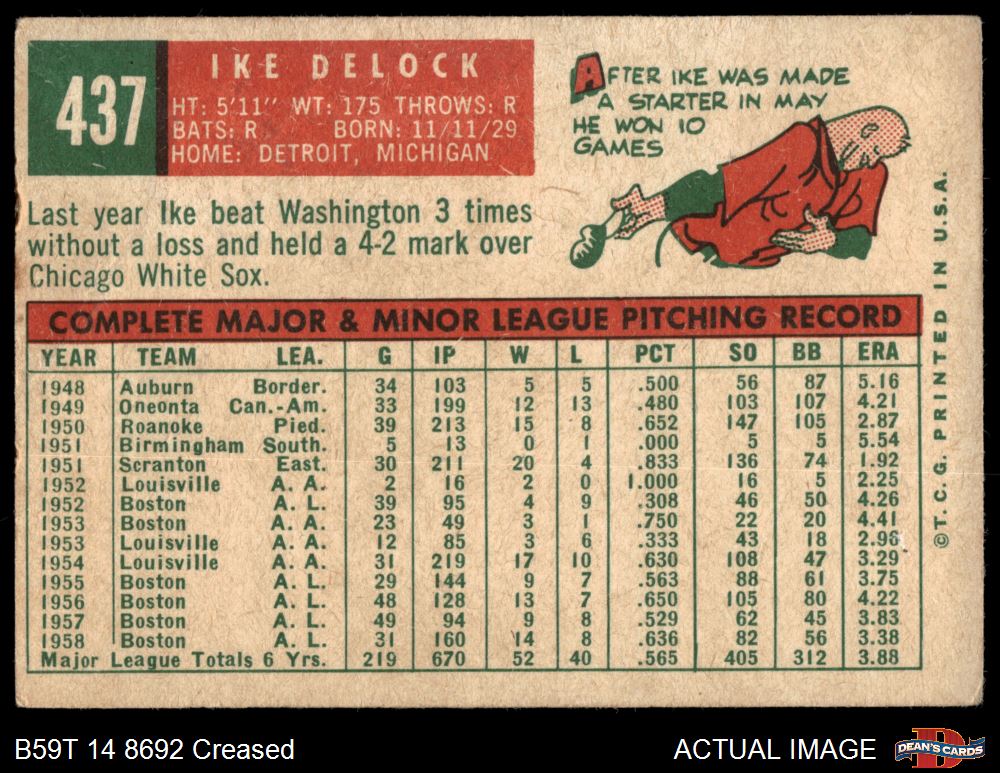 437
IKE DELOCK
HT: 5'11" WT: 175 THROWS: R
BATS: R BORN: 11/11/29
HOME: DETROIT, MICHIGAN
AFTER IKE WAS MADE
A STARTER IN MAY
HE WON 10
GAMES
Last year Ike beat Washington 3 times
without a loss and held a 4-2 mark over
Chicago White Sox.
COMPLETE MAJOR & MINOR LEAGUE PITCHING RECORD
YEAR TEAM LEA. G IP W L PCT SO BB ERA
1948 Auburn Border. 34 103 5 5 .500 56 87 5.16
1949 Oneonta Can.-Am. 33 199 12 13 .480 103 107 4.21
1950 Roanoke Pied. 39 213 15 8 .652 147 105 2.87
1951 Birmingham South. 5 13 0 1 .000 5 5 5.54
1951 Scranton East. 30 211 20 4 .833 136 74 1.92
1952 Louisville A. A. 2 16 2 0 1.000 16 5 2.25
1952 Boston A. L. 39 95 4 9 .308 46 50 4.26
1953 Boston A. A. 23 49 3 1 .750 22 20 4.41
1953 Louisville A. A. 12 85 3 6 .333 43 18 2.96
1954 Louisville A. A. 31 219 17 10 .630 108 47 3.29
1955 Boston A. L. 29 144 9 7 .563 88 61 3.75
1956 Boston A. L. 48 128 13 7 .650 105 80 4.22
1957 Boston A. L. 49 94 9 8 .529 62 45 3.83
1958 Boston A. L. 31 160 14 8 .636 82 56 3.38
Major League Totals 6 Yrs. 219 670 52 40 .565 405 312 3.88
©T. C. G. PRINTED IN U.S.A.
B59T 14 8692 Creased
ACTUAL IMAGE
D
DEAN'S CARDS